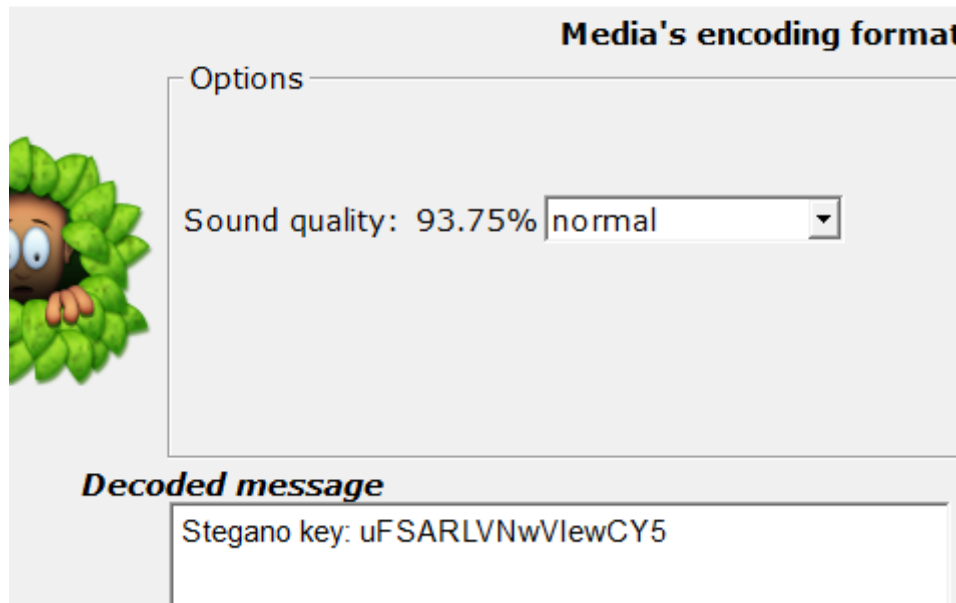 Media's encoding format
Options
Sound quality: 93.75% normal
Decoded message
Stegano key: uFSARLVNwVIewCY5